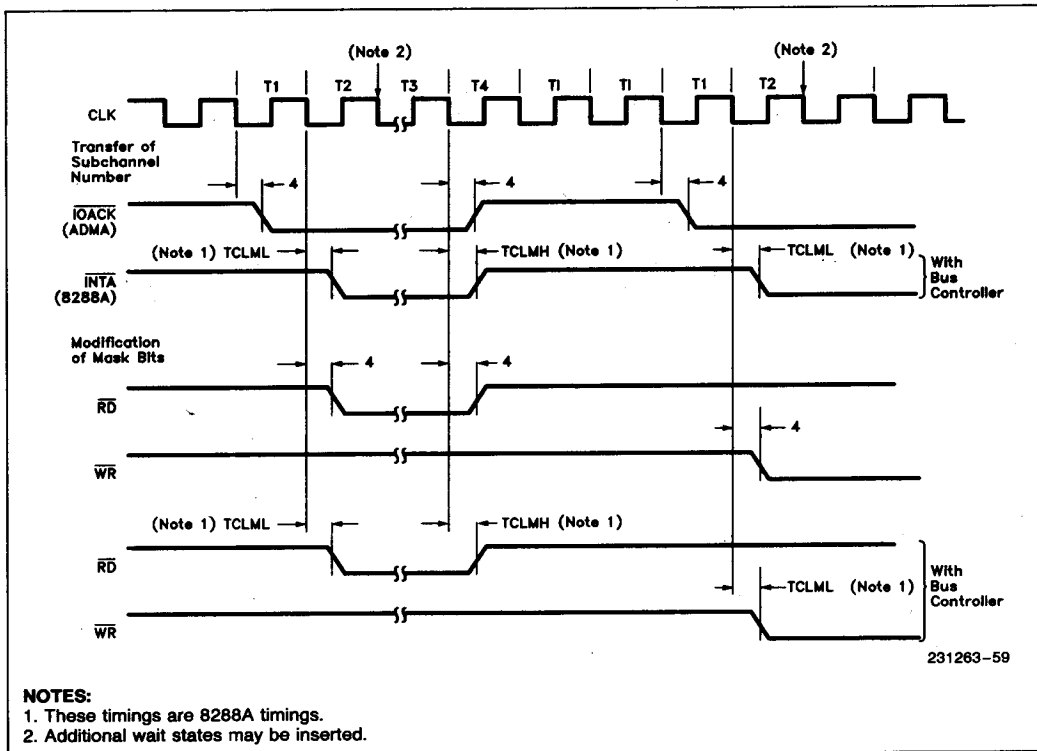 (Note 2) (Note 2)
T1 T2 T3 T4 TI TI T1 T2
CLK
Transfer of
Subchannel
Number
4 4 4
IOACK
(ADMA)
(Note 1) TCLML TCLMH (Note 1) TCLML (Note 1)
INTA
(8288A)
With
Bus
Controller
Modification
of Mask Bits
4 4
RD
4
WR
(Note 1) TCLML TCLMH (Note 1)
RD
TCLML (Note 1)
WR
With
Bus
Controller
231263–59
NOTES:
1. These timings are 8288A timings.
2. Additional wait states may be inserted.